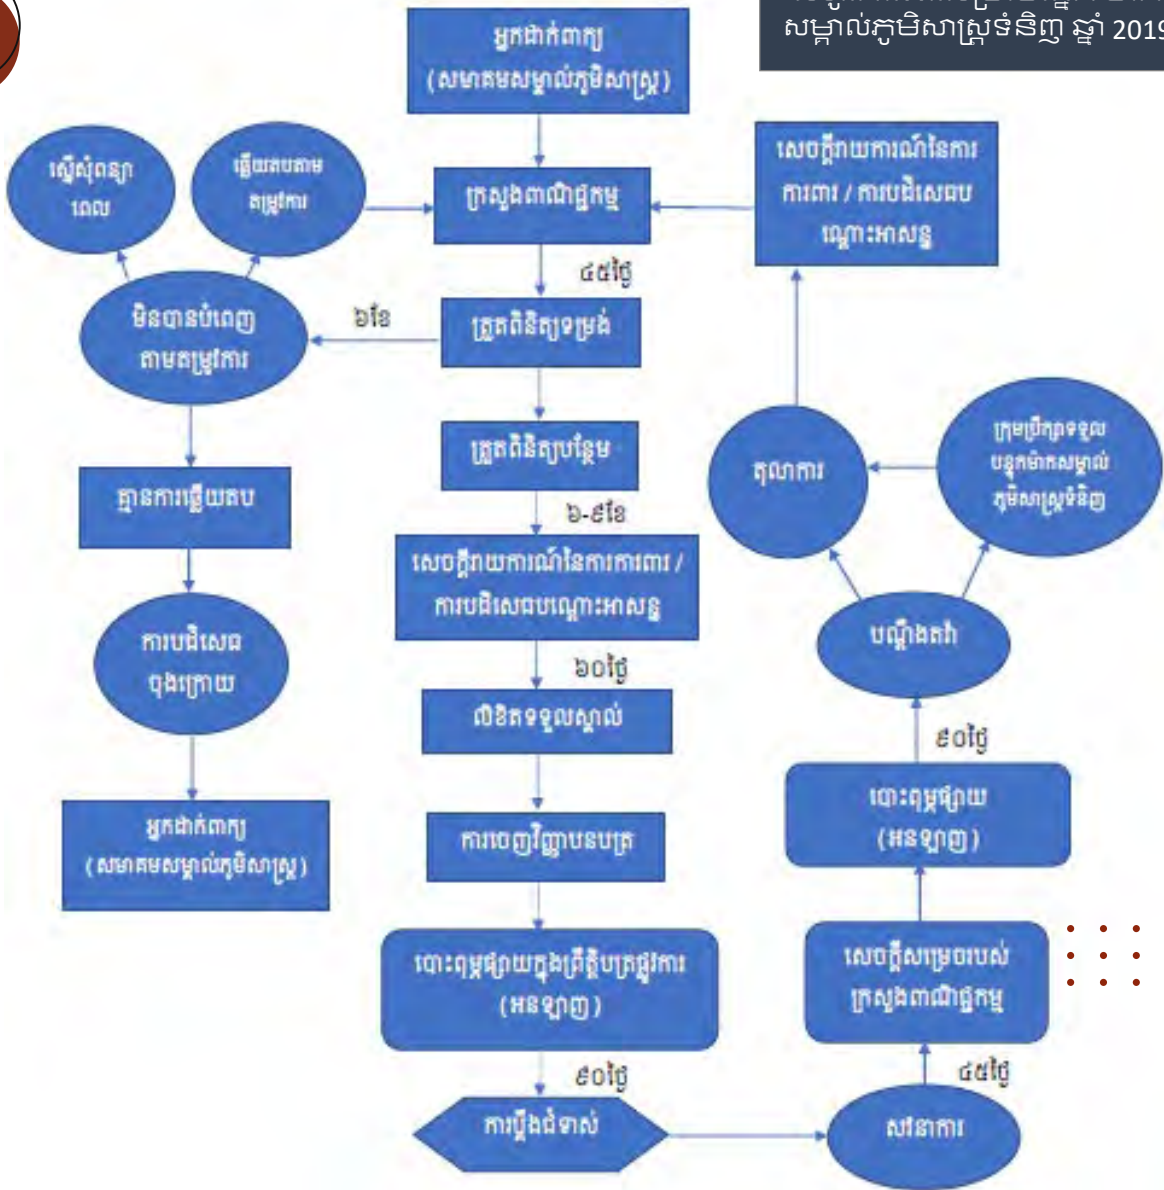 សម្គាល់ភូមិសាស្ត្រទំនិញ ឆ្នាំ 2019
អ្នកដាក់ពាក្យ
(សមាគមសម្គាល់ភូមិសាស្ត្រ)
ស្នើសុំពន្យា
ពេល
ឆ្លើយតបតាម
តម្រូវការ
ក្រសួងពាណិជ្ជកម្ម
សេចក្តីរាយការណ៍នៃការ
ការពារ / ការបដិសេធប
ណ្តោះអាសន្ន
៤៥ថ្ងៃ
មិនបានបំពេញ
តាមតម្រូវការ
៦ខែ
ត្រួតពិនិត្យទម្រង់
ត្រួតពិនិត្យបន្ថែម
តុលាការ
ក្រុមប្រឹក្សាទទួល
បន្ទុកម៉ាកសម្គាល់
ភូមិសាស្ត្រទំនិញ
គ្មានការឆ្លើយតប
៦-៩ខែ
សេចក្តីរាយការណ៍នៃការការពារ /
ការបដិសេធបណ្តោះអាសន្ន
ការបដិសេធ
ចុងក្រោយ
បណ្តឹងតវ៉ា
៦០ថ្ងៃ
លិខិតទទួលស្គាល់
៩០ថ្ងៃ
បោះពុម្ពផ្សាយ
(អនឡាញ)
អ្នកដាក់ពាក្យ
(សមាគមសម្គាល់ភូមិសាស្ត្រ)
ការចេញវិញ្ញាបនបត្រ
បោះពុម្ពផ្សាយក្នុងព្រឹត្តិបត្រផ្លូវការ
(អនឡាញ)
សេចក្តីសម្រេចរបស់
ក្រសួងពាណិជ្ជកម្ម
៩០ថ្ងៃ
៤៥ថ្ងៃ
ការប្តឹងជំទាស់
សវនាការ